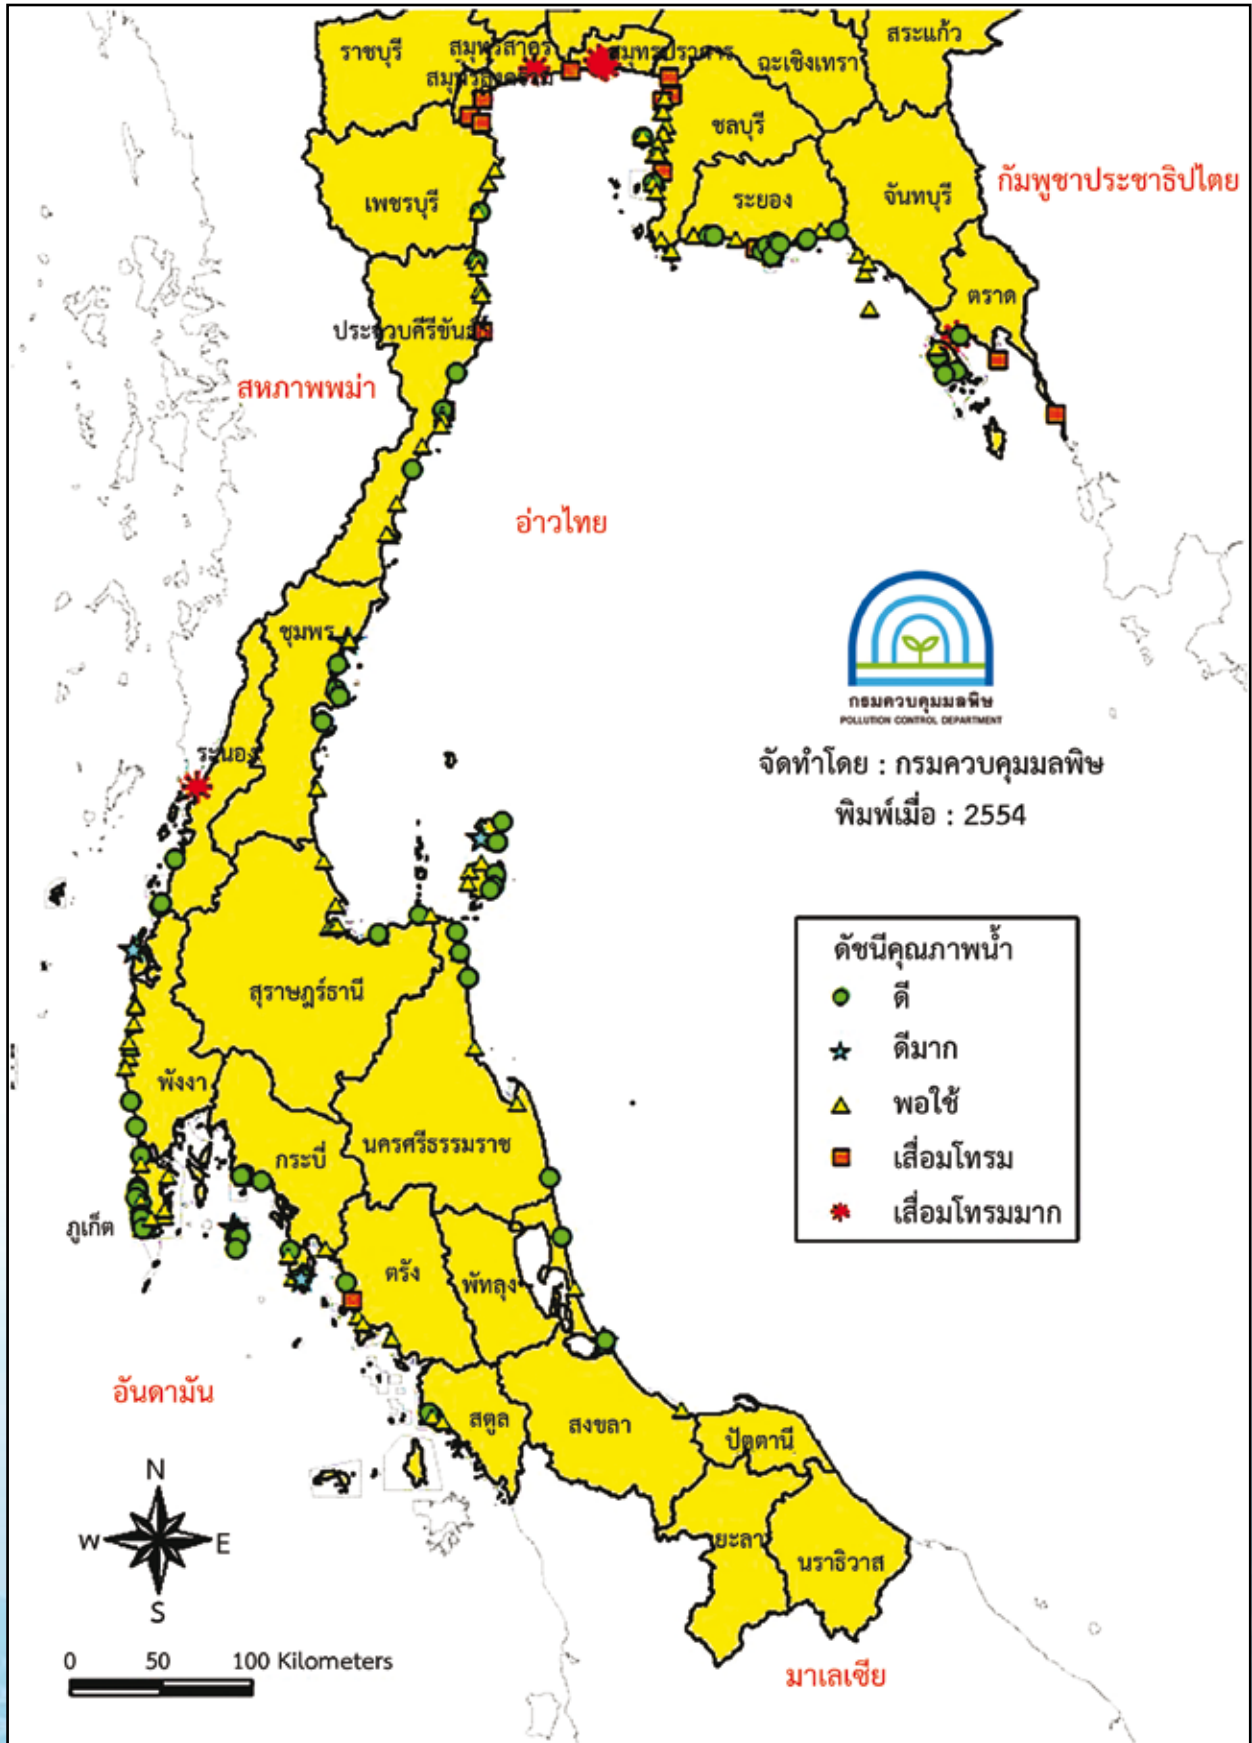 สระแก้ว
ราชบุรี
สมุทรสาคร
สมุทรปราการ
ฉะเชิงเทรา
สมุทรสงคราม
ชลบุรี
กัมพูชาประชาธิปไตย
เพชรบุรี
ระยอง
จันทบุรี
ตราด
ประจวบคีรีขันธ์
สหภาพพม่า
อ่าวไทย
ชุมพร
กรมควบคุมมลพิษ
POLLUTION CONTROL DEPARTMENT
ระนอง
จัดทำโดย : กรมควบคุมมลพิษ
พิมพ์เมื่อ : 2554
ดัชนีคุณภาพน้ำ
ดี
ดีมาก
พอใช้
เสื่อมโทรม
เสื่อมโทรมมาก
สุราษฎร์ธานี
พังงา
นครศรีธรรมราช
กระบี่
ภูเก็ต
ตรัง
พัทลุง
อันดามัน
สตูล
สงขลา
ปัตตานี
ยะลา
นราธิวาส
มาเลเซีย
N
W E
S
0 50 100 Kilometers